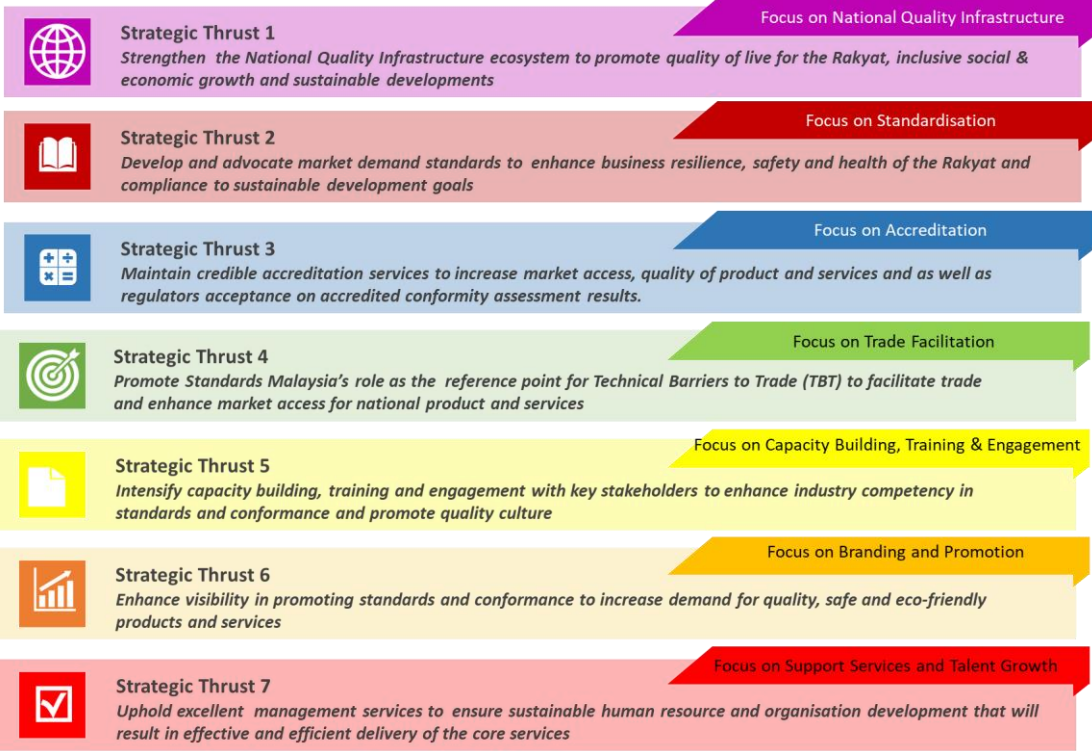 Focus on National Quality Infrastructure
Strategic Thrust 1
Strengthen the National Quality Infrastructure ecosystem to promote quality of live for the Rakyat, inclusive social &
economic growth and sustainable developments
Focus on Standardisation
Strategic Thrust 2
Develop and advocate market demand standards to enhance business resilience, safety and health of the Rakyat and
compliance to sustainable development goals
Focus on Accreditation
Strategic Thrust 3
Maintain credible accreditation services to increase market access, quality of product and services and as well as
regulators acceptance on accredited conformity assessment results.
Focus on Trade Facilitation
Strategic Thrust 4
Promote Standards Malaysia's role as the reference point for Technical Barriers to Trade (TBT) to facilitate trade
and enhance market access for national product and services
Focus on Capacity Building, Training & Engagement
Strategic Thrust 5
Intensify capacity building, training and engagement with key stakeholders to enhance industry competency in
standards and conformance and promote quality culture
Focus on Branding and Promotion
Strategic Thrust 6
Enhance visibility in promoting standards and conformance to increase demand for quality, safe and eco-friendly
products and services
Focus on Support Services and Talent Growth
Strategic Thrust 7
Uphold excellent management services to ensure sustainable human resource and organisation development that will
result in effective and efficient delivery of the core services